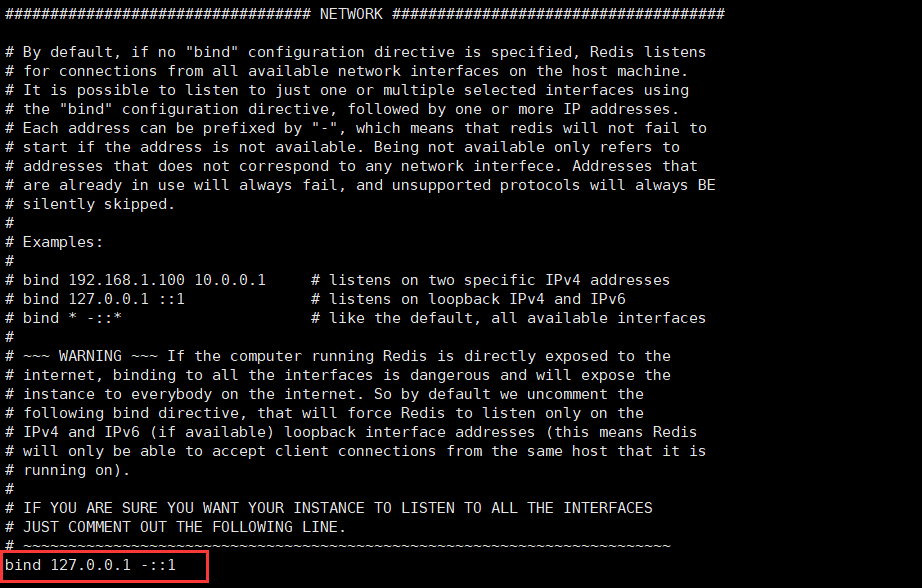 ################################## NETWORK #####################################

# By default, if no "bind" configuration directive is specified, Redis listens
# for connections from all available network interfaces on the host machine.
# It is possible to listen to just one or multiple selected interfaces using
# the "bind" configuration directive, followed by one or more IP addresses.
# Each address can be prefixed by "-", which means that redis will not fail to
# start if the address is not available. Being not available only refers to
# addresses that does not correspond to any network interfece. Addresses that
# are already in use will always fail, and unsupported protocols will always BE
# silently skipped.
#
# Examples:
#
# bind 192.168.1.100 10.0.0.1     # listens on two specific IPv4 addresses
# bind 127.0.0.1 ::1              # listens on loopback IPv4 and IPv6
# bind * -::*                     # like the default, all available interfaces
#
# ~~~ WARNING ~~~ If the computer running Redis is directly exposed to the
# internet, binding to all the interfaces is dangerous and will expose the
# instance to everybody on the internet. So by default we uncomment the
# following bind directive, that will force Redis to listen only on the
# IPv4 and IPv6 (if available) loopback interface addresses (this means Redis
# will only be able to accept client connections from the same host that it is
# running on).
#
# IF YOU ARE SURE YOU WANT YOUR INSTANCE TO LISTEN TO ALL THE INTERFACES
# JUST COMMENT OUT THE FOLLOWING LINE.
# ~~~~~~~~~~~~~~~~~~~~~~~~~~~~~~~~~~~~~~~~~~~~~~~~~~~~~~~~~~~~~~~~~~~~~~~~
bind 127.0.0.1 -::1